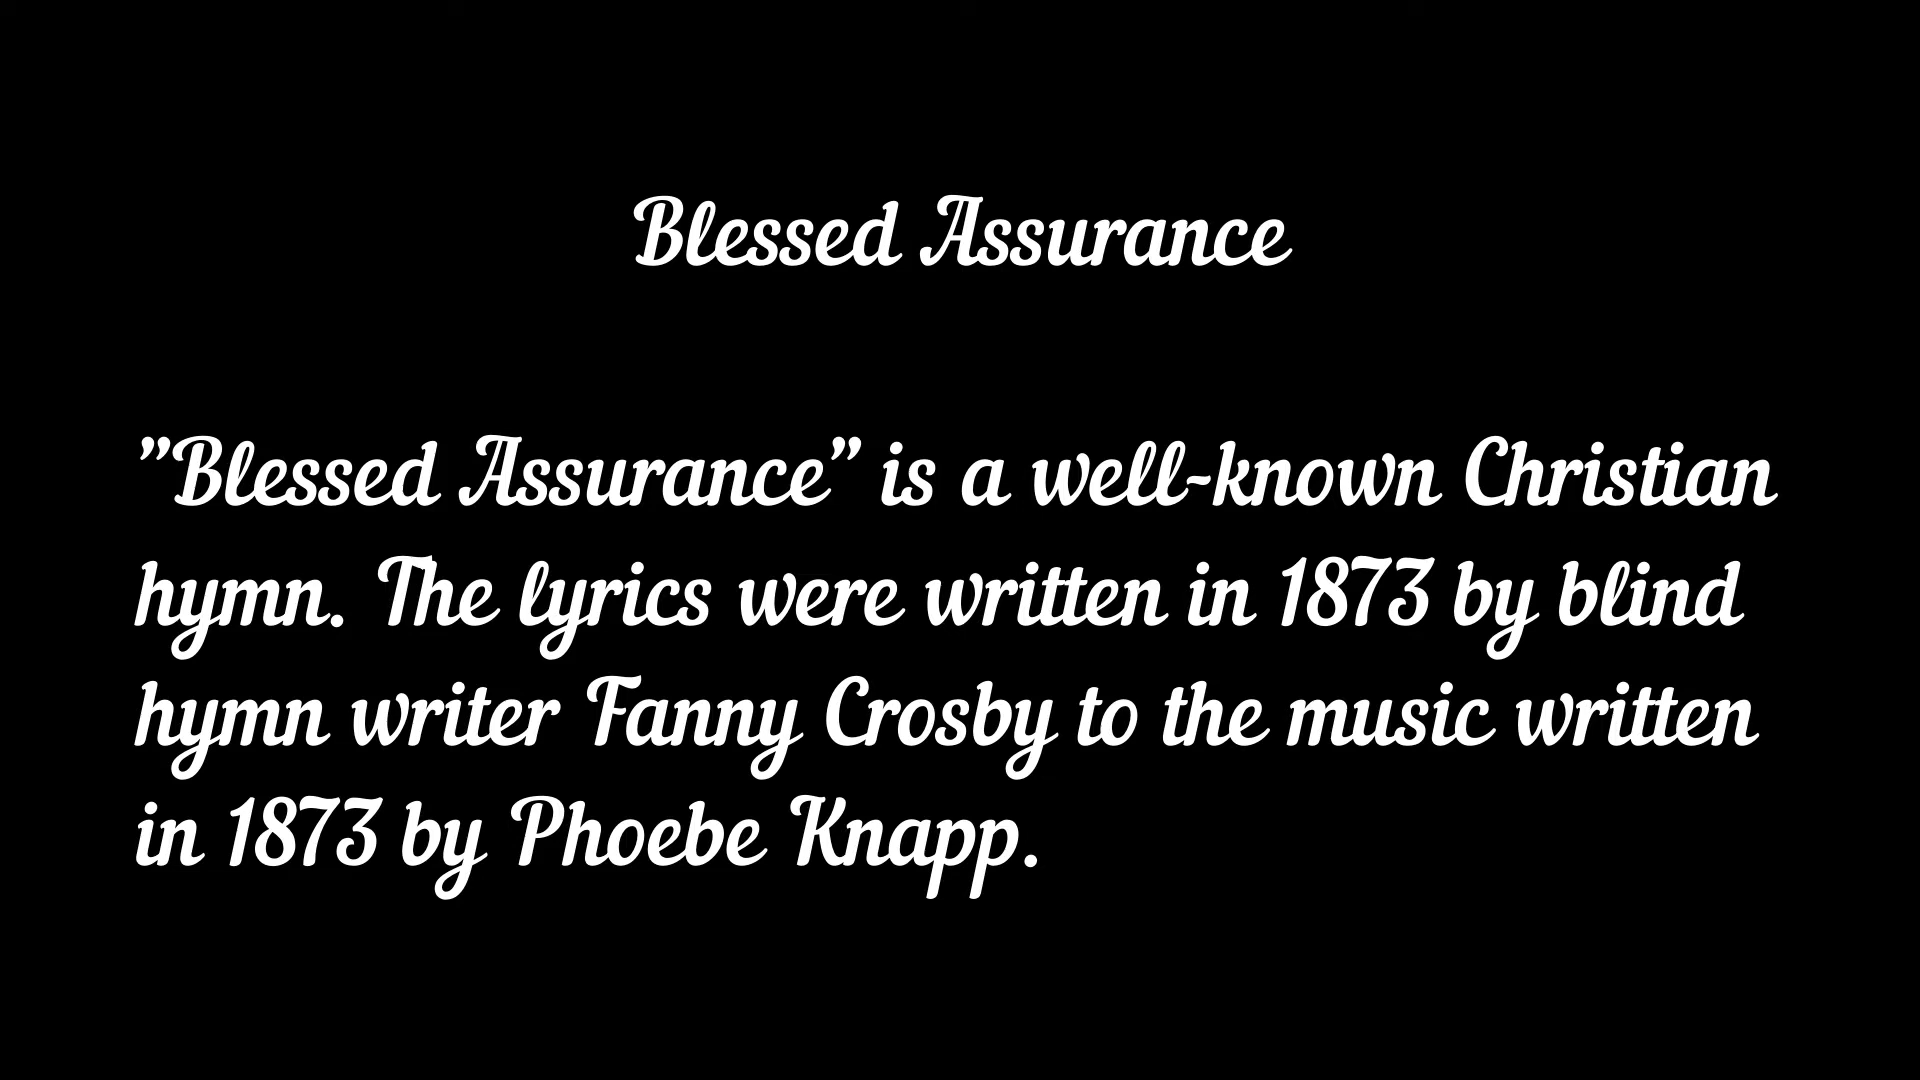 Blessed Assurance
”Blessed Assurance” is a well-known Christian
hymn. The lyrics were written in 1873 by blind
hymn writer Fanny Crosby to the music written
in 1873 by Phoebe Knapp.